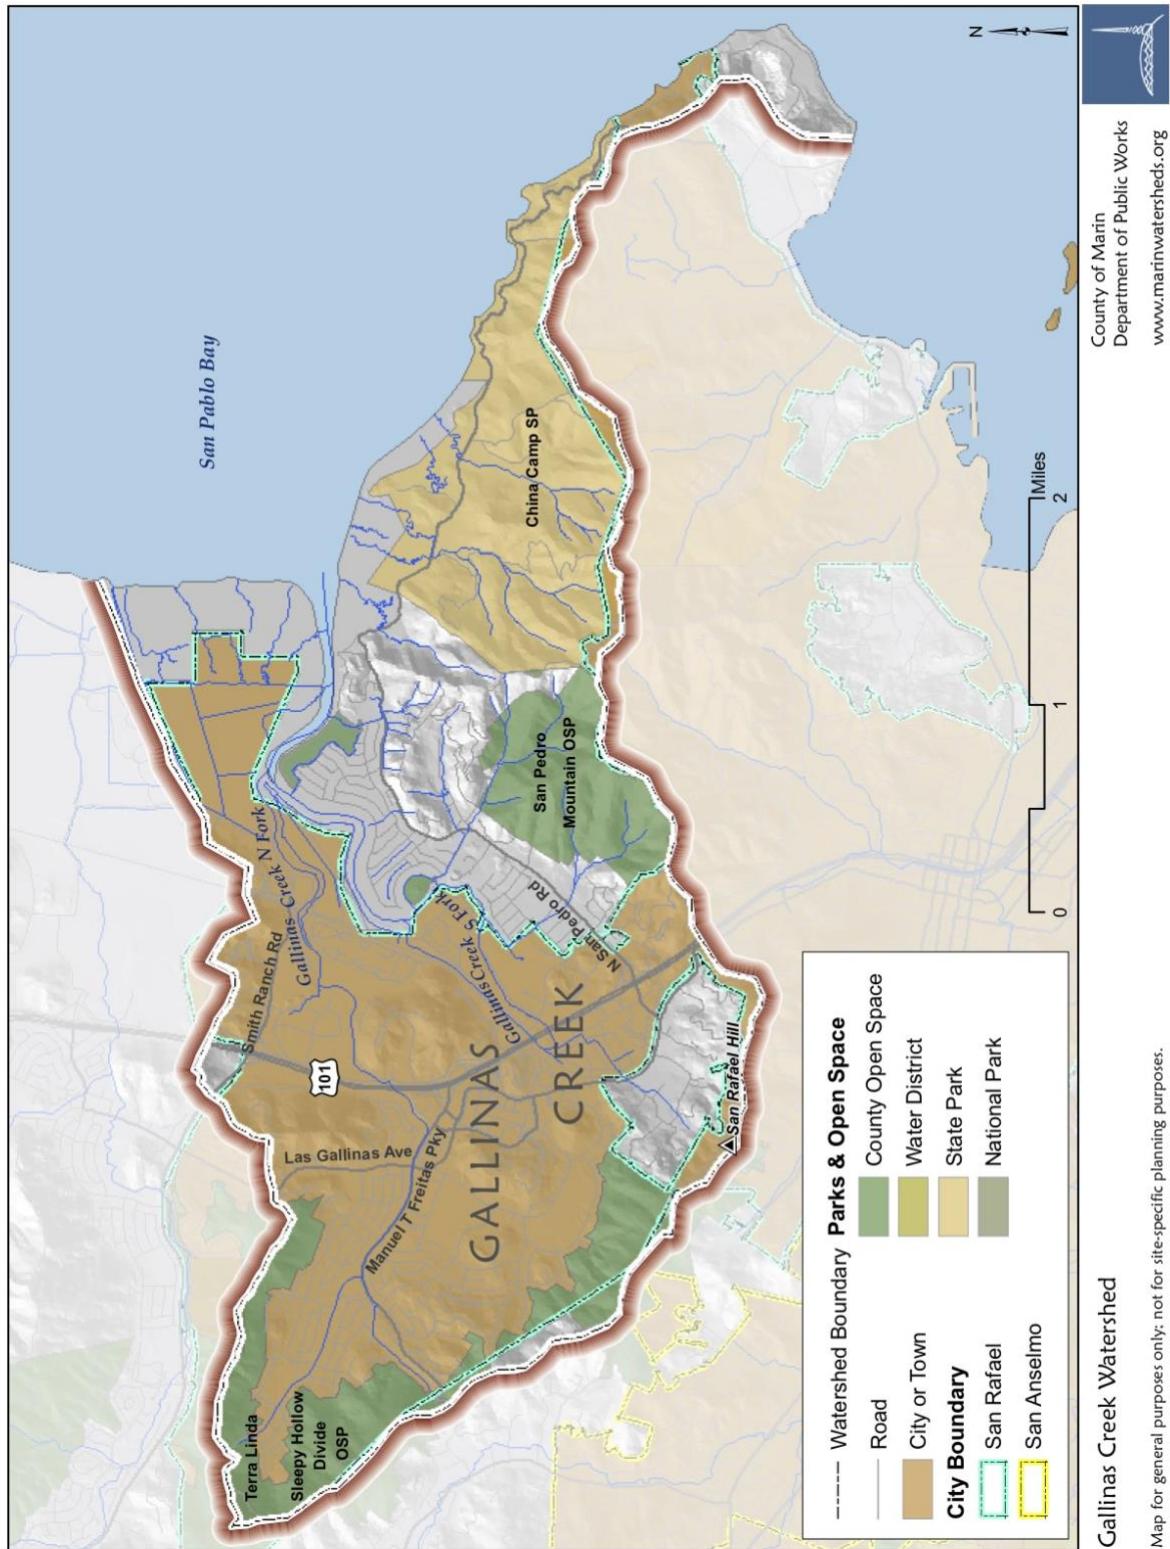 San Pablo Bay
N
Smith Ranch Rd
Gallinas Creek N Fork
101
Las Gallinas Ave
Manuel T Freitas Pky
Gallinas Creek S Fork
GALLINAS
CREEK
N San Pedro Rd
China Camp SP
San Pedro
Mountain OSP
San Rafael Hill
Terra Linda
Sleepy Hollow
Divide
OSP
Watershed Boundary
Road
City or Town
City Boundary
San Rafael
San Anselmo
Parks & Open Space
County Open Space
Water District
State Park
National Park
0 1 2
Miles
Gallinas Creek Watershed
Map for general purposes only; not for site-specific planning purposes.
County of Marin
Department of Public Works
www.marinwatersheds.org